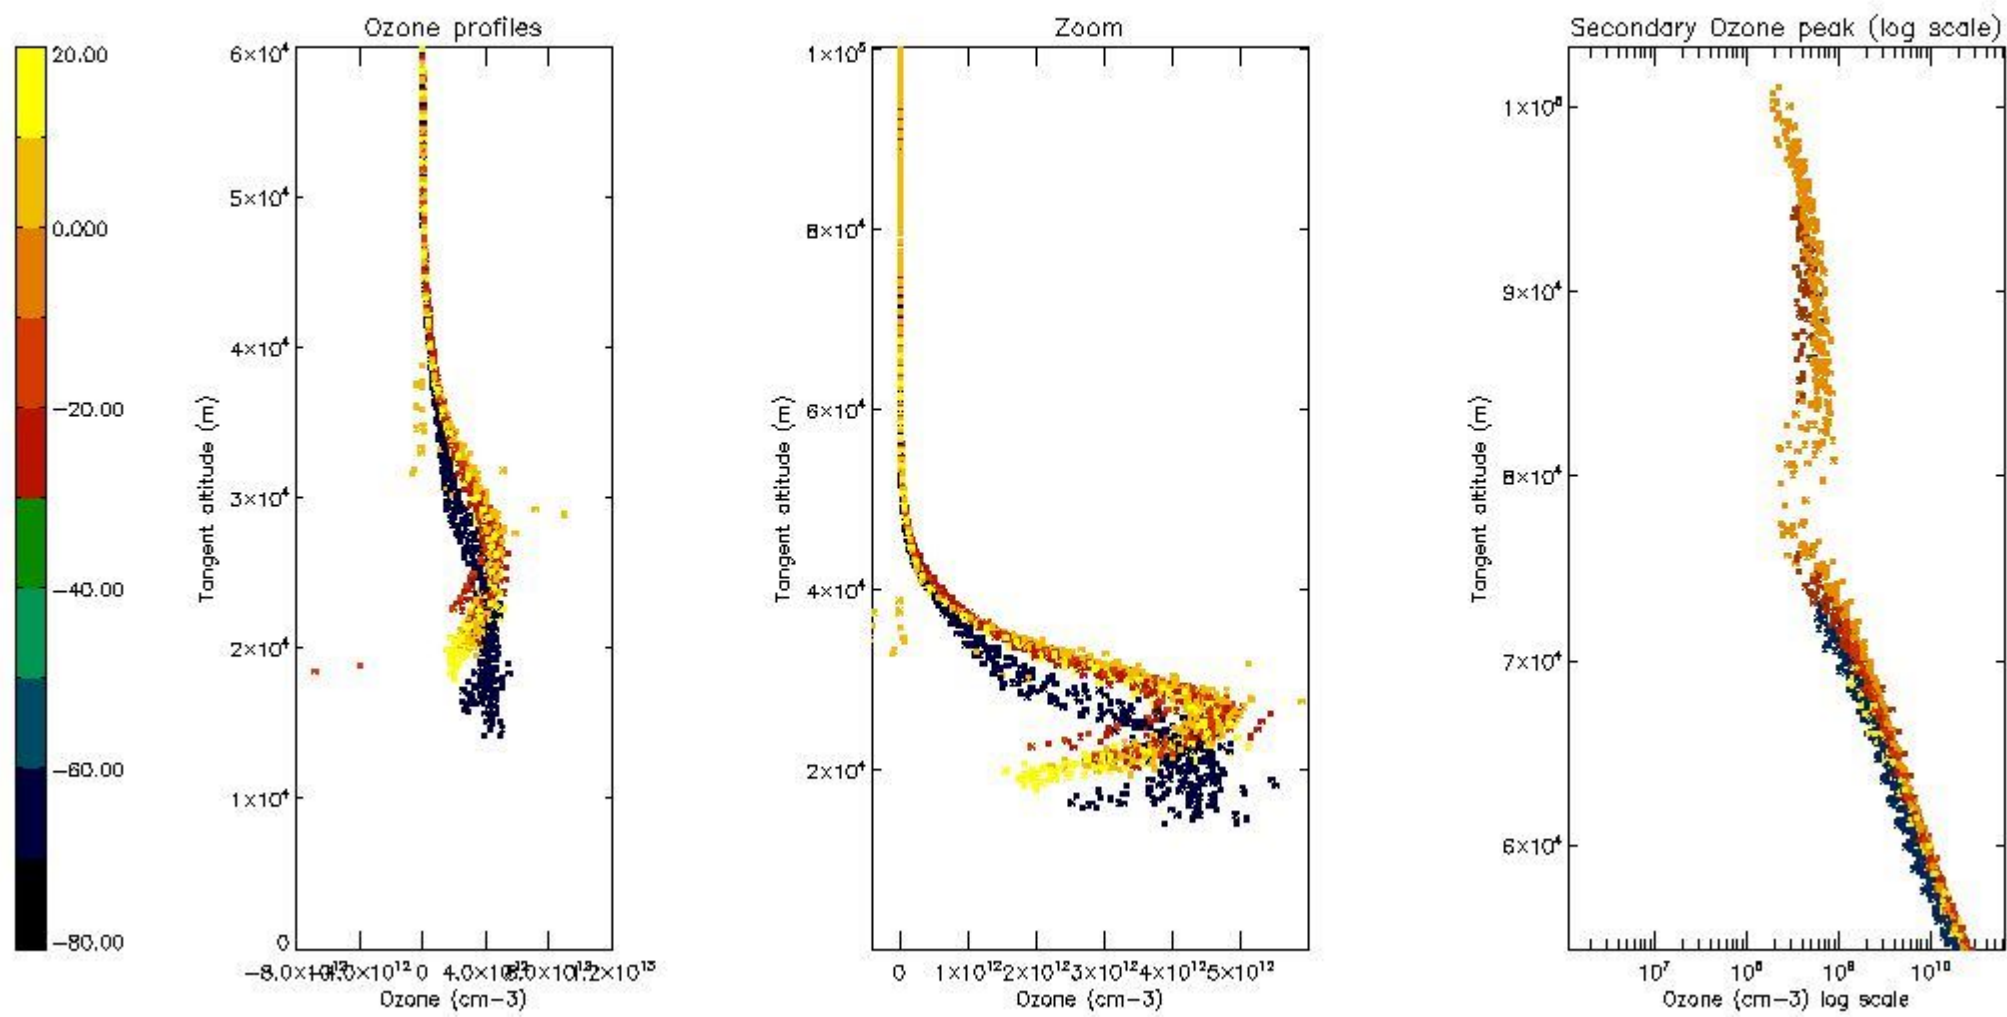 Ozone profiles
Zoom
Secondary Ozone peak (log scale)
20.00
0.000
−20.00
−40.00
−60.00
−80.00
6×10⁴
5×10⁴
4×10⁴
3×10⁴
2×10⁴
1×10⁴
0
Tangent altitude (m)
0
1.2×10¹³
Ozone (cm−3)
1×10⁵
8×10⁴
6×10⁴
4×10⁴
2×10⁴
Tangent altitude (m)
0 1×10¹² 2×10¹² 3×10¹² 4×10¹² 5×10¹²
Ozone (cm−3)
9×10⁴
8×10⁴
7×10⁴
6×10⁴
Tangent altitude (m)
10⁷ 10⁸ 10⁹ 10¹⁰
Ozone (cm−3) log scale